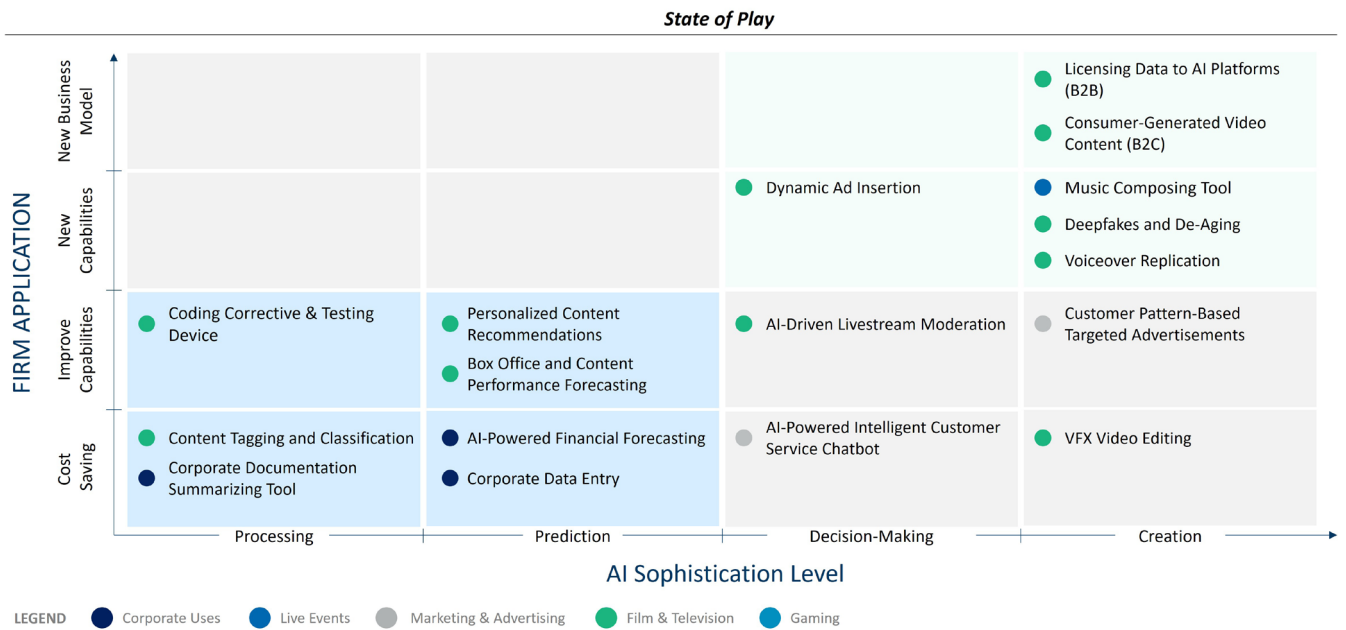 State of Play
FIRM APPLICATION
New Business
Model
Licensing Data to AI Platforms
(B2B)
Consumer-Generated Video
Content (B2C)
New
Capabilities
Dynamic Ad Insertion
Music Composing Tool
Deepfakes and De-Aging
Voiceover Replication
Improve
Capabilities
Coding Corrective & Testing
Device
Personalized Content
Recommendations
Box Office and Content
Performance Forecasting
AI-Driven Livestream Moderation
Customer Pattern-Based
Targeted Advertisements
Cost
Saving
Content Tagging and Classification
Corporate Documentation
Summarizing Tool
AI-Powered Financial Forecasting
Corporate Data Entry
AI-Powered Intelligent Customer
Service Chatbot
VFX Video Editing
Processing
Prediction
Decision-Making
Creation
AI Sophistication Level
LEGEND
Corporate Uses
Live Events
Marketing & Advertising
Film & Television
Gaming